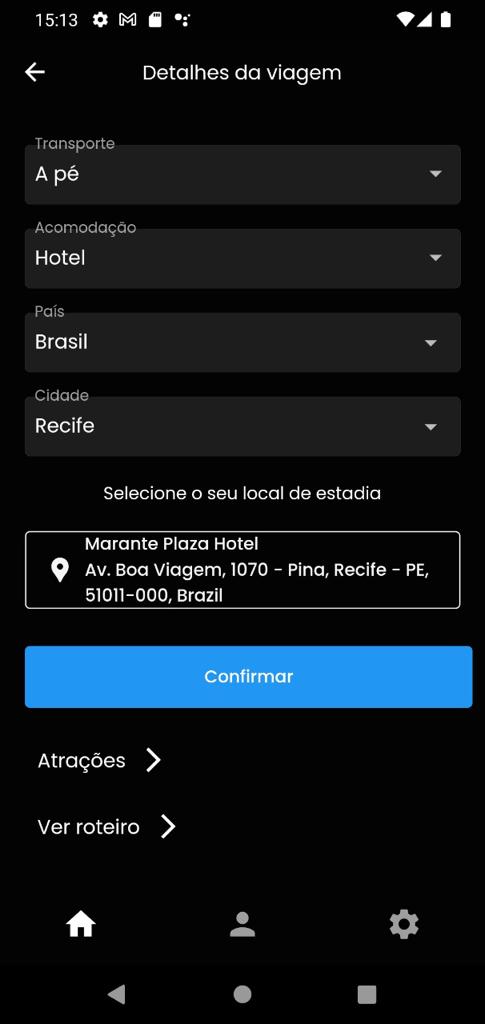 15:13
Detalhes da viagem
Transporte
A pé
Acomodação
Hotel
País
Brasil
Cidade
Recife
Selecione o seu local de estadia
Marante Plaza Hotel
Av. Boa Viagem, 1070 - Pina, Recife - PE,
51011-000, Brazil
Confirmar
Atrações
Ver roteiro